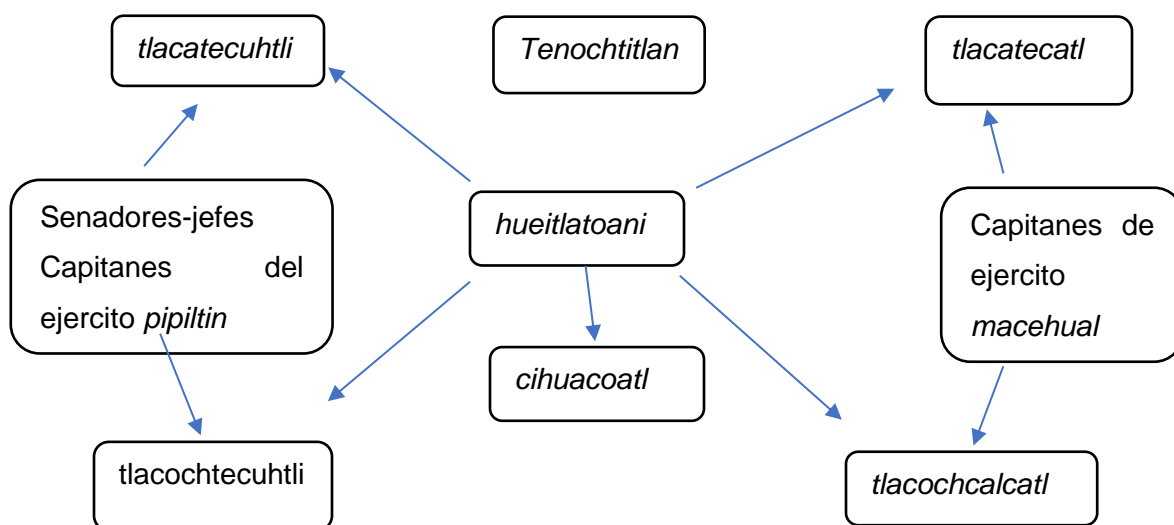 tlacatecuhtli
Tenochtitlan
tlacatecatl
Senadores-jefes
Capitanes del
ejercito pipiltin
hueitlatoani
Capitanes de
ejercito
macehual
cihuacoatl
tlacochtecuhtli
tlacochcalcatl